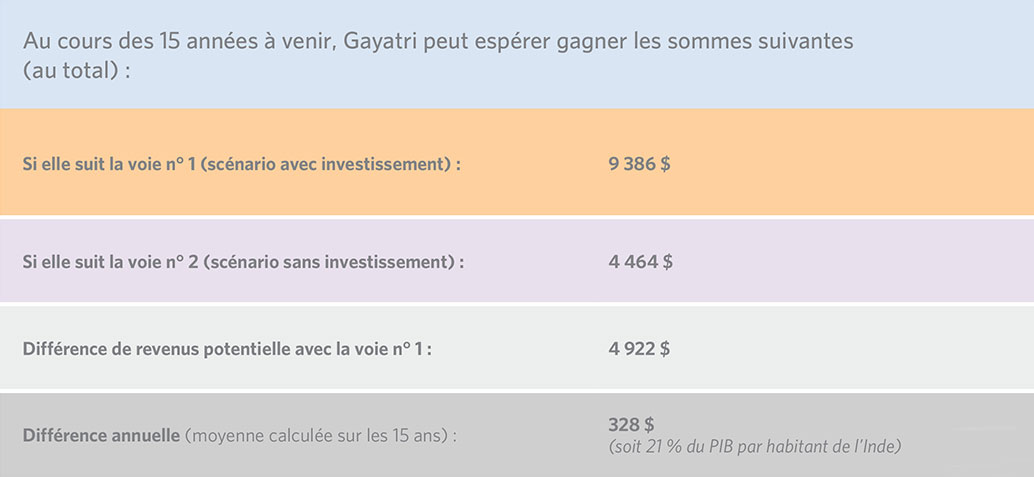 Au cours des 15 années à venir, Gayatri peut espérer gagner les sommes suivantes
(au total) :
Si elle suit la voie n° 1 (scénario avec investissement) : 9 386 $
Si elle suit la voie n° 2 (scénario sans investissement) : 4 464 $
Différence de revenus potentielle avec la voie n° 1 : 4 922 $
Différence annuelle (moyenne calculée sur les 15 ans) : 328 $
(soit 21 % du PIB par habitant de l’Inde)